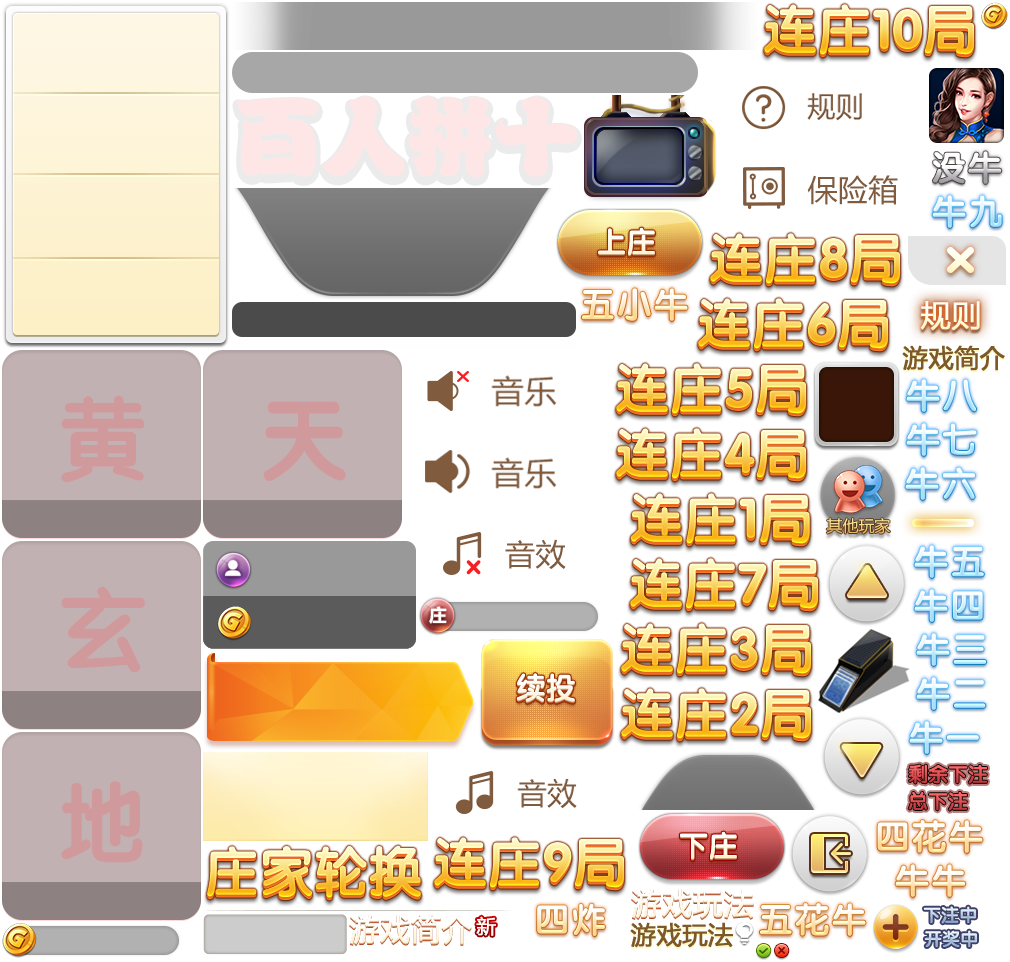 连庄10局
百人拼十
规则
没牛
保险箱
牛九
上庄
连庄8局
五小牛
连庄6局
规则
游戏简介
音乐
连庄5局
牛八
黄
天
连庄4局
牛七
音乐
牛六
连庄1局
其他玩家
音效
牛五
连庄7局
牛四
玄
庄
连庄3局
牛三
续投
牛二
连庄2局
牛一
剩余下注
总下注
地
音效
下庄
四花牛
庄家轮换
连庄9局
牛牛
游戏玩法
四炸
五花牛
下注中
游戏简介
新
游戏玩法
开奖中